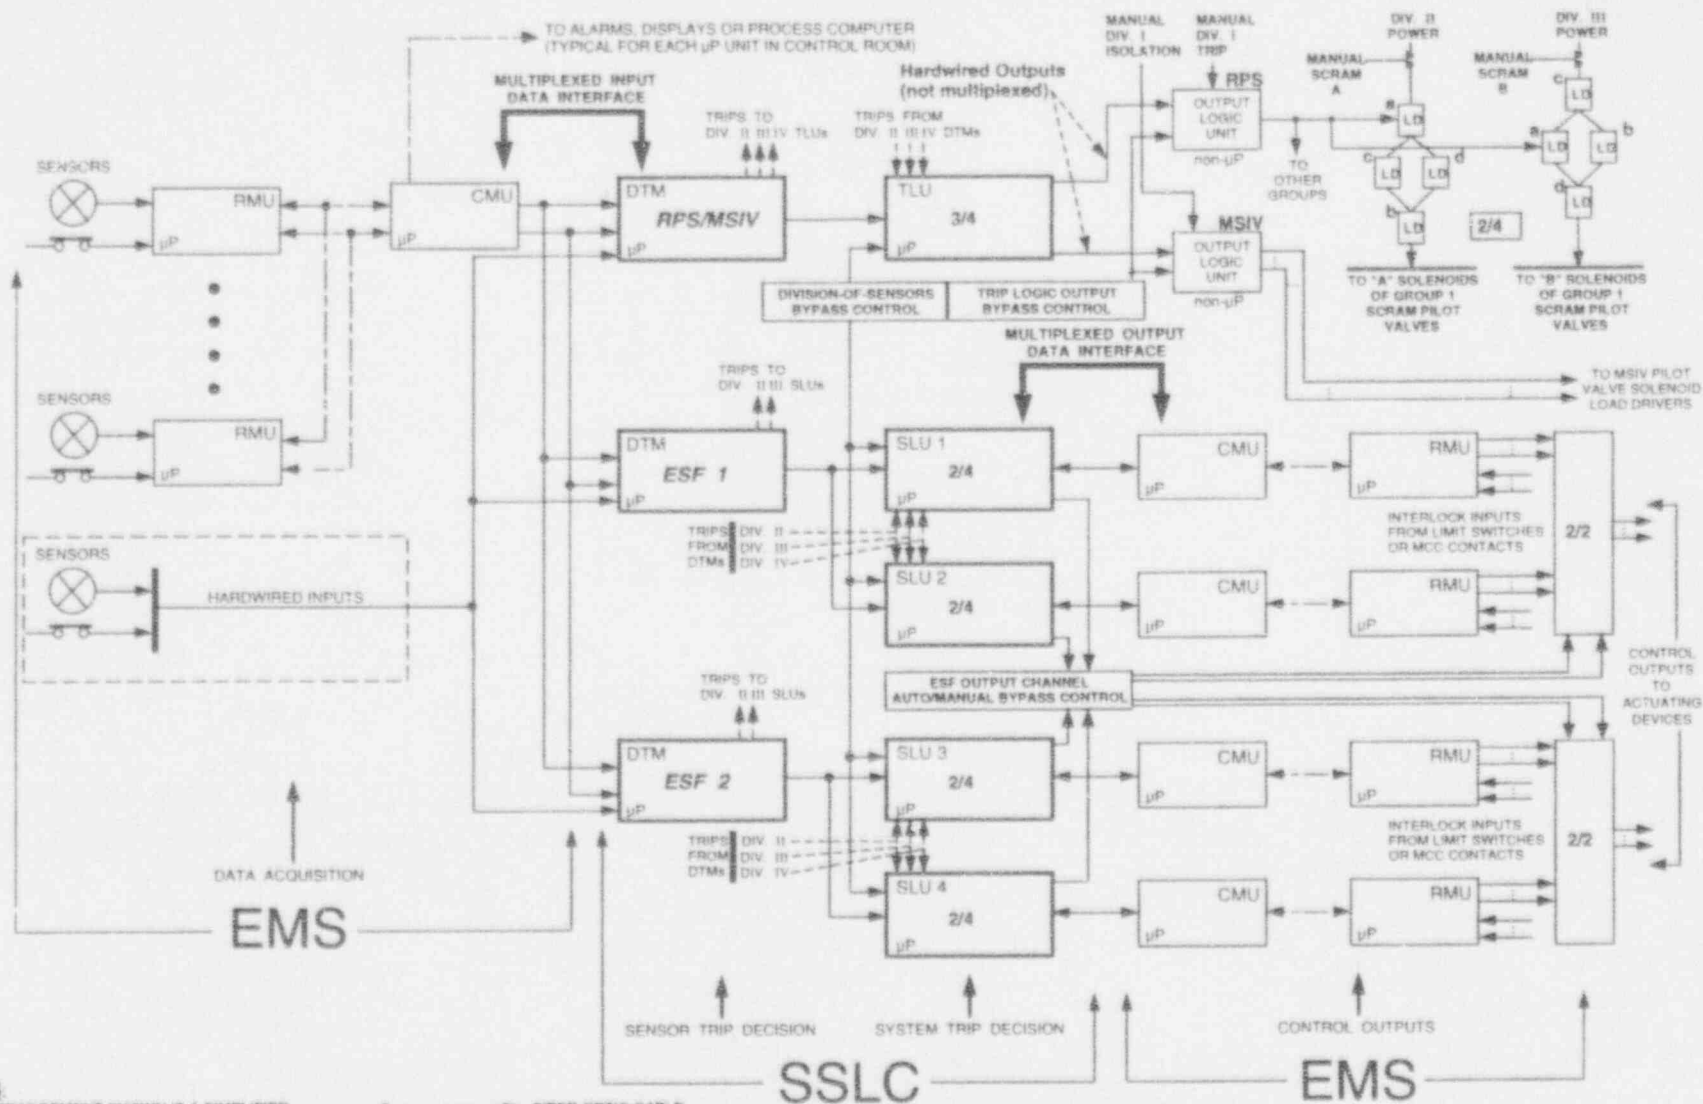 TO ALARMS, DISPLAYS OR PROCESS COMPUTER
(TYPICAL FOR EACH µP UNIT IN CONTROL ROOM)
MULTIPLEXED INPUT
DATA INTERFACE
Hardwired Outputs
(not multiplexed)
MANUAL
DIV. I
ISOLATION
MANUAL
DIV. I
TRIP
DIV. II
POWER
DIV. III
POWER
MANUAL
SCRAM
A
MANUAL
SCRAM
B
SENSORS
RMU
µP
CMU
µP
TRIPS TO
DIV. II III IV TLUs
DTM
RPS/MSIV
µP
TRIPS FROM
DIV. II III IV DTMs
TLU
3/4
µP
RPS
OUTPUT
LOGIC
UNIT
non-µP
TO
OTHER
GROUPS
MSIV
OUTPUT
LOGIC
UNIT
non-µP
a
LD
c
LD
d
LD
b
LD
c
LD
a
LD
b
LD
d
LD
2/4
TO "A" SOLENOIDS
OF GROUP 1
SCRAM PILOT
VALVES
TO "B" SOLENOIDS
OF GROUP 1
SCRAM PILOT
VALVES
DIVISION-OF-SENSORS
BYPASS CONTROL
TRIP LOGIC OUTPUT
BYPASS CONTROL
MULTIPLEXED OUTPUT
DATA INTERFACE
TO MSIV PILOT
VALVE SOLENOID
LOAD DRIVERS
SENSORS
RMU
µP
TRIPS TO
DIV. II III SLUs
DTM
ESF 1
µP
SLU 1
2/4
µP
CMU
µP
RMU
µP
TRIPS DIV. II
FROM DIV. III
DTMs DIV. IV
INTERLOCK INPUTS
FROM LIMIT SWITCHES
OR MCC CONTACTS
2/2
SENSORS
HARDWIRED INPUTS
SLU 2
2/4
µP
CMU
µP
RMU
µP
ESF OUTPUT CHANNEL
AUTO/MANUAL BYPASS CONTROL
CONTROL
OUTPUTS
TO
ACTUATING
DEVICES
TRIPS TO
DIV. II III SLUs
DTM
ESF 2
µP
SLU 3
2/4
µP
CMU
µP
RMU
µP
TRIPS DIV. II
FROM DIV. III
DTMs DIV. IV
INTERLOCK INPUTS
FROM LIMIT SWITCHES
OR MCC CONTACTS
2/2
SLU 4
2/4
µP
CMU
µP
RMU
µP
DATA ACQUISITION
EMS
SENSOR TRIP DECISION
SYSTEM TRIP DECISION
CONTROL OUTPUTS
SSLC
EMS